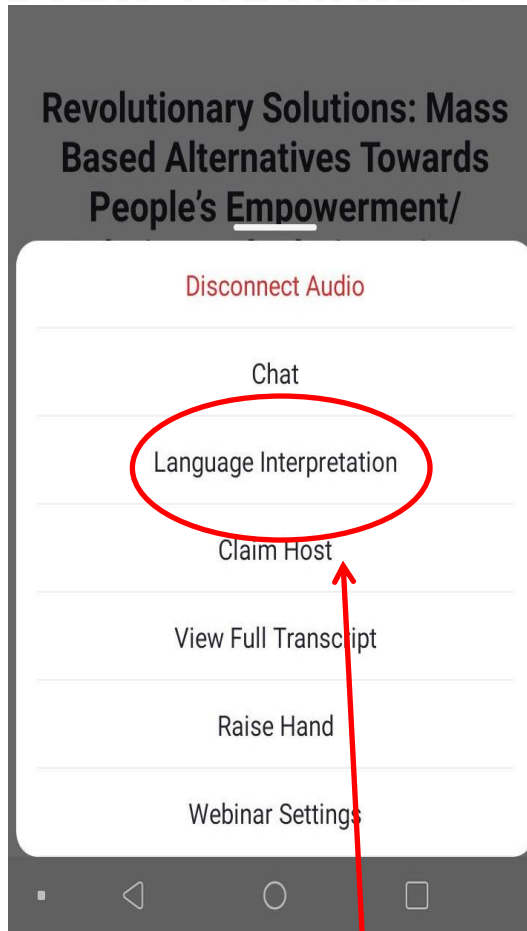 Revolutionary Solutions: Mass
Based Alternatives Towards
People's Empowerment/
Disconnect Audio
Chat
Language Interpretation
Claim Host
View Full Transcript
Raise Hand
Webinar Settings